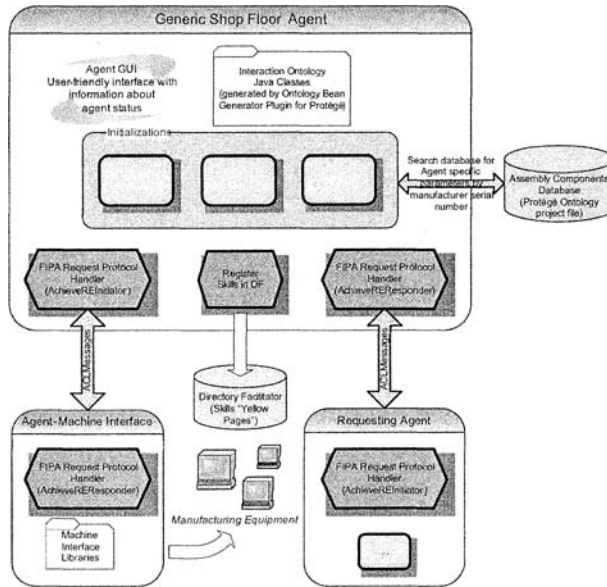 Generic Shop Floor Agent
Agent GUI
User-friendly interface with
information about
agent status
Interaction Ontology
Java Classes
(generated by Ontology Bean
Generator Plugin for Protégé)
Initializations
Search database for
Agent specific
parameters by
manufacturer serial
number
Assembly Components
Database
(Protégé Ontology
project file)
FIPA Request Protocol
Handler
(AchieveREInitiator)
Register
Skills in DF
FIPA Request Protocol
Handler
(AchieveREResponder)
ACLMessages
ACLMessages
Directory Facilitator
(Skills "Yellow
Pages")
Agent-Machine Interface
FIPA Request Protocol
Handler
(AchieveREResponder)
Machine
Interface
Libraries
Manufacturing Equipment
Requesting Agent
FIPA Request Protocol
Handler
(AchieveREInitiator)
...